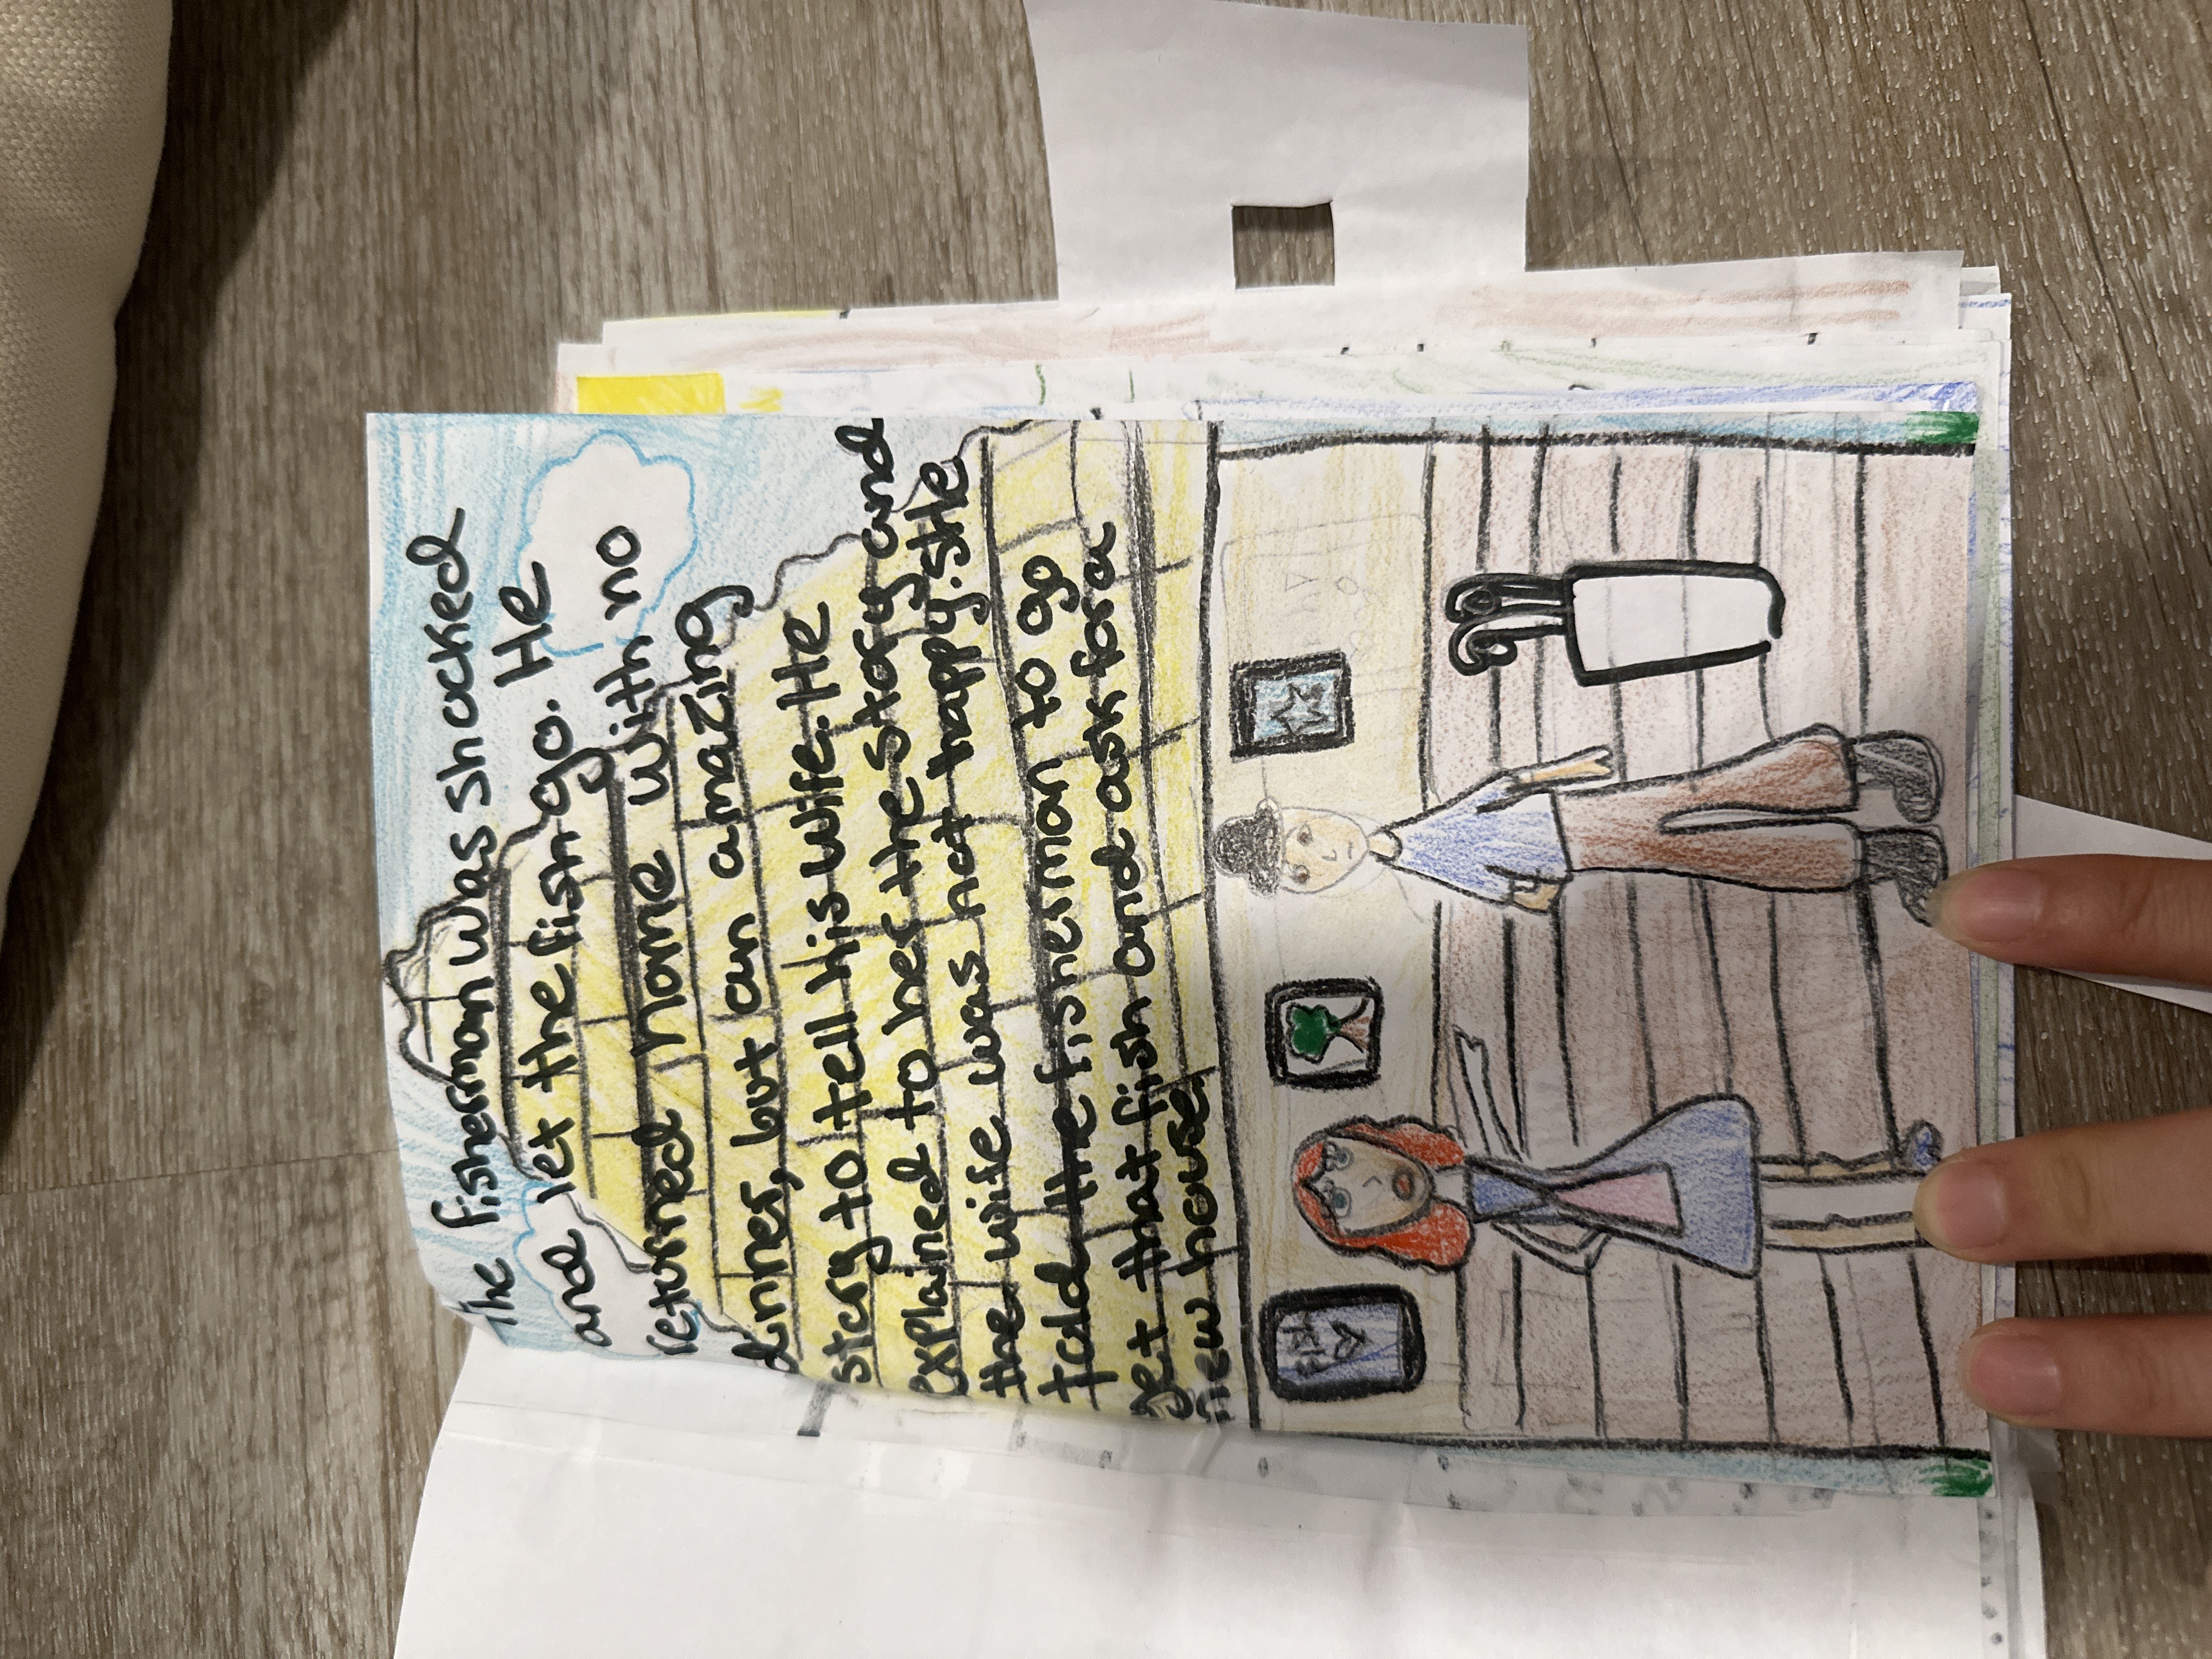 The fisherman was shocked
and let the fish go. He
returned home with no
dinner, but an amazing
story to tell his wife. He
explained to her the story and
the wife was not happy. SHe
told the fisherman to go
get that fish and ask for a
new house.
FISH